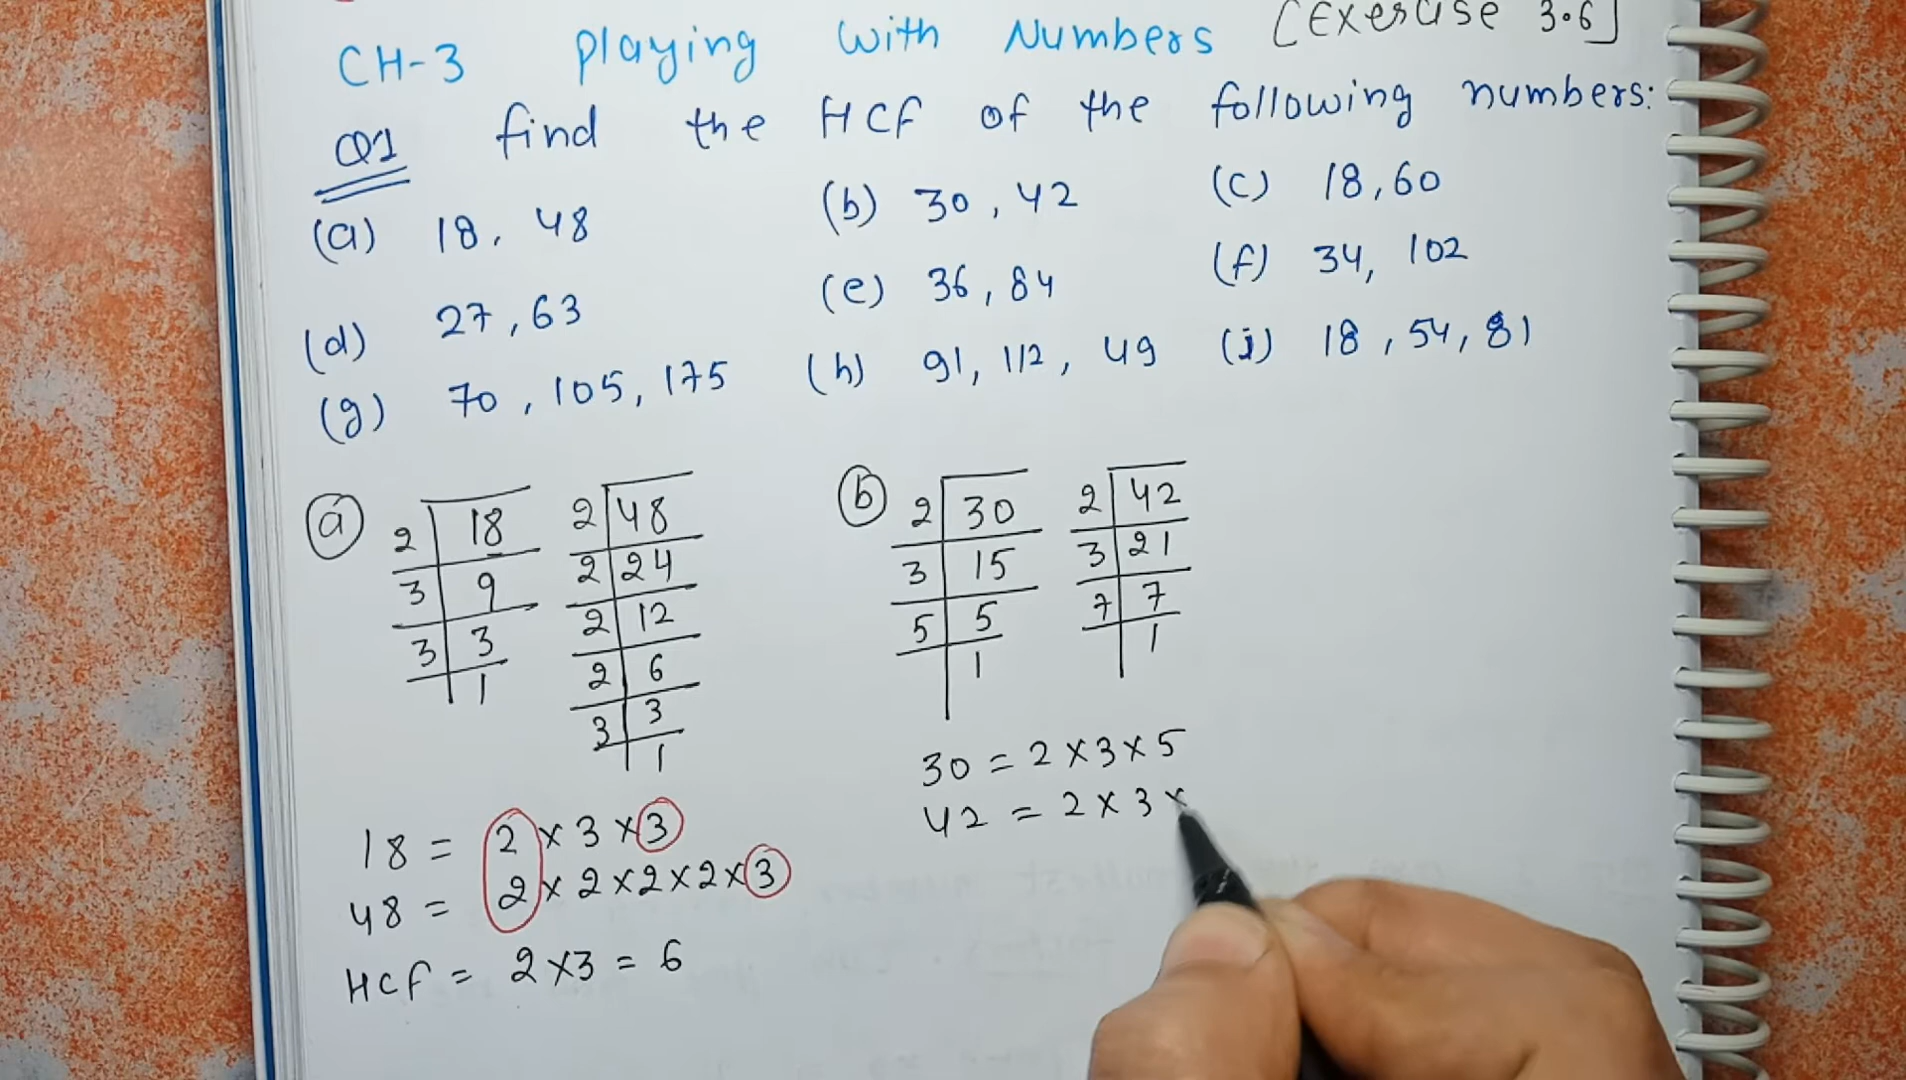 CH-3 Playing with Numbers [Exercise 3.6]
Q1 find the HCF of the following numbers:
(a) 18, 48 (b) 30, 42 (c) 18, 60
(d) 27, 63 (e) 36, 84 (f) 34, 102
(g) 70, 105, 175 (h) 91, 112, 49 (i) 18, 54, 81
(a)
2 | 18
3 | 9
3 | 3
1
2 | 48
2 | 24
2 | 12
2 | 6
3 | 3
1
18 = 2 × 3 × 3
48 = 2 × 2 × 2 × 2 × 3
HCF = 2 × 3 = 6
(b)
2 | 30
3 | 15
5 | 5
1
2 | 42
3 | 21
7 | 7
1
30 = 2 × 3 × 5
42 = 2 × 3 ×